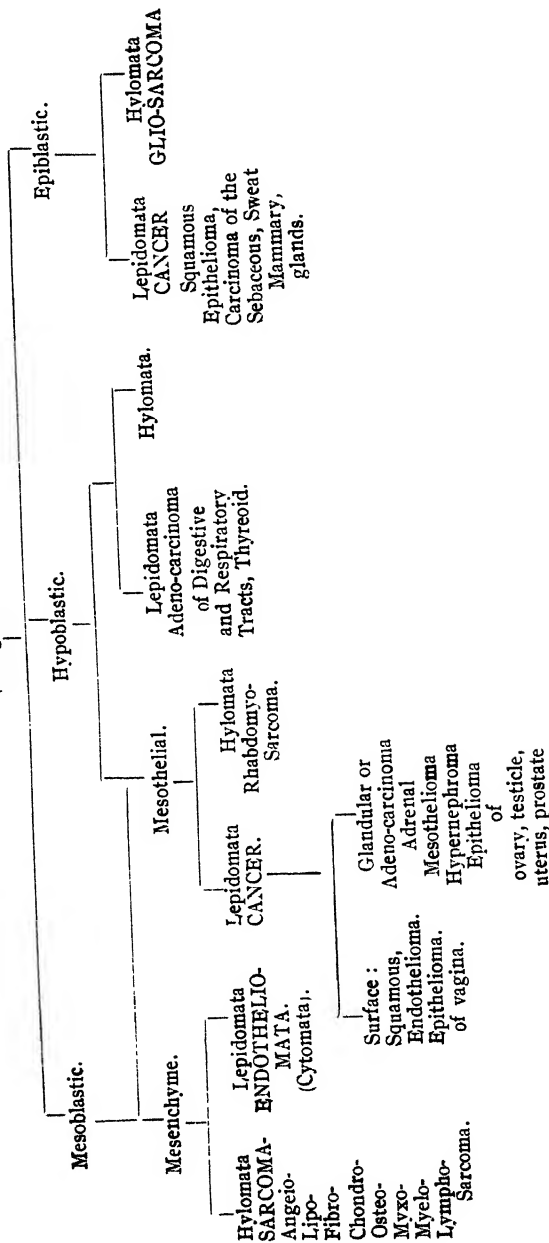 Mesoblastic.
Hypoblastic.
Epiblastic.
Mesenchyme.
Mesothelial.
Lepidomata
Adeno-carcinoma
of Digestive
and Respiratory
Tracts, Thyreoid.
Hylomata.
Lepidomata
CANCER
Squamous
Epithelioma,
Carcinoma of the
Sebaceous, Sweat
Mammary,
glands.
Hylomata
GLIO-SARCOMA
Hylomata
SARCOMA-
Angeio-
Lipo-
Fibro-
Chondro-
Osteo-
Myxo-
Myelo-
Lympho-
Sarcoma.
Lepidomata
ENDOTHELIO-
MATA.
(Cytomata).
Lepidomata
CANCER.
Hylomata
Rhabdomyo-
Sarcoma.
Surface :
Squamous,
Endothelioma.
Epithelioma.
of vagina.
Glandular or
Adeno-carcinoma
Adrenal
Mesothelioma
Hypernephroma
Epithelioma
of
ovary, testicle,
uterus, prostate